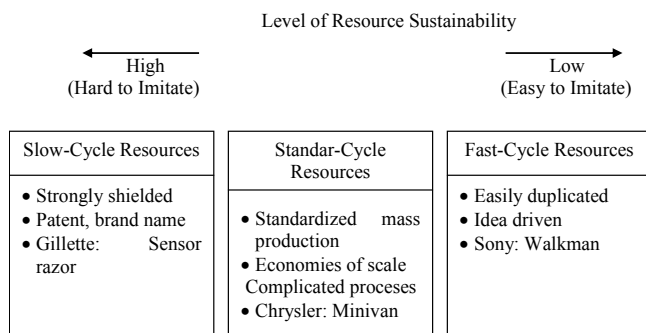 Level of Resource Sustainability
High
(Hard to Imitate)
Low
(Easy to Imitate)
Slow-Cycle Resources
• Strongly shielded
• Patent, brand name
• Gillette: Sensor
razor
Standar-Cycle
Resources
• Standardized mass
production
• Economies of scale
Complicated proceses
• Chrysler: Minivan
Fast-Cycle Resources
• Easily duplicated
• Idea driven
• Sony: Walkman